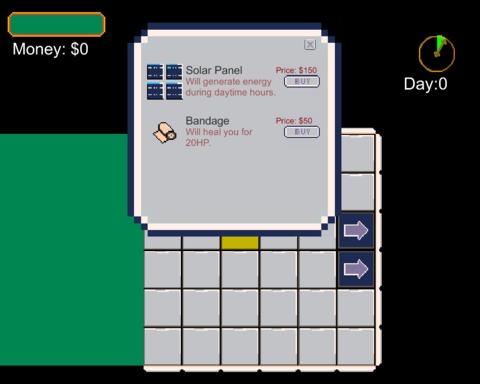 Money: $0
Day:0
Solar Panel
Price: $150
Will generate energy
during daytime hours.
BUY
Bandage
Price: $50
Will heal you for
20HP.
BUY